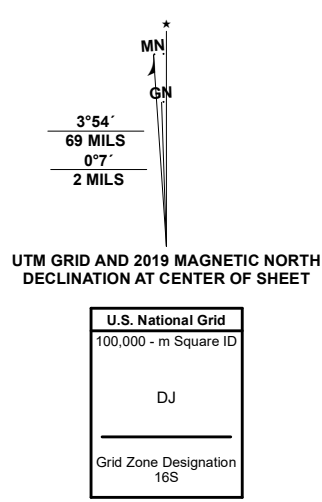 MN
GN
3°54´
69 MILS
0°7´
2 MILS
UTM GRID AND 2019 MAGNETIC NORTH
DECLINATION AT CENTER OF SHEET
U.S. National Grid
100,000 - m Square ID
DJ
Grid Zone Designation
16S